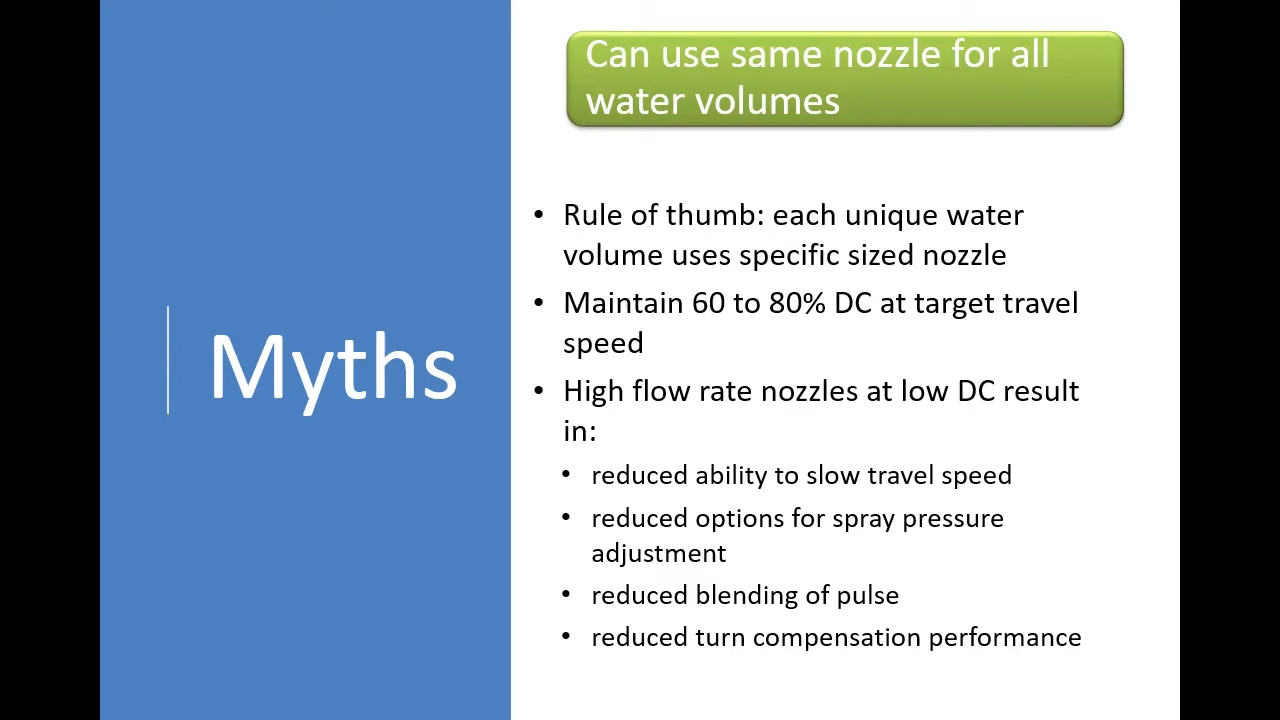 Myths
Can use same nozzle for all
water volumes
• Rule of thumb: each unique water
volume uses specific sized nozzle
• Maintain 60 to 80% DC at target travel
speed
• High flow rate nozzles at low DC result
in:
• reduced ability to slow travel speed
• reduced options for spray pressure
adjustment
• reduced blending of pulse
• reduced turn compensation performance